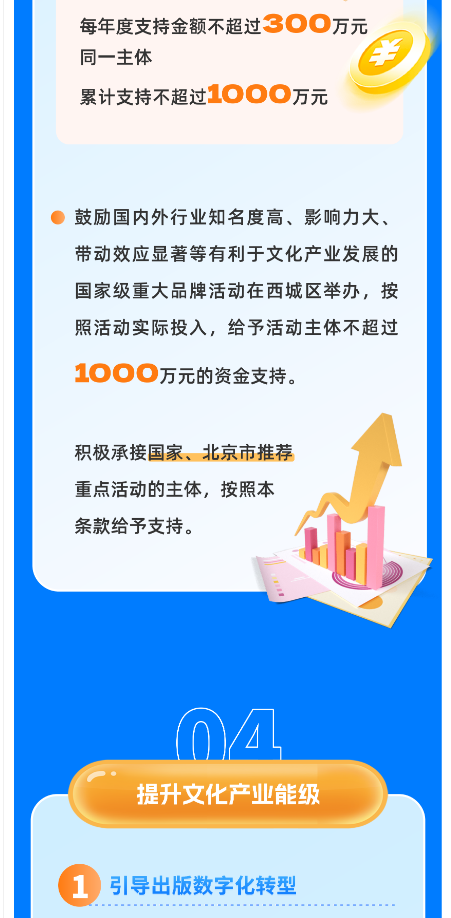 每年度支持金额不超过300万元
同一主体
累计支持不超过1000万元
鼓励国内外行业知名度高、影响力大、
带动效应显著等有利于文化产业发展的
国家级重大品牌活动在西城区举办，按
照活动实际投入，给予活动主体不超过
1000万元的资金支持。
积极承接国家、北京市推荐
重点活动的主体，按照本
条款给予支持。
04
提升文化产业能级
1 引导出版数字化转型